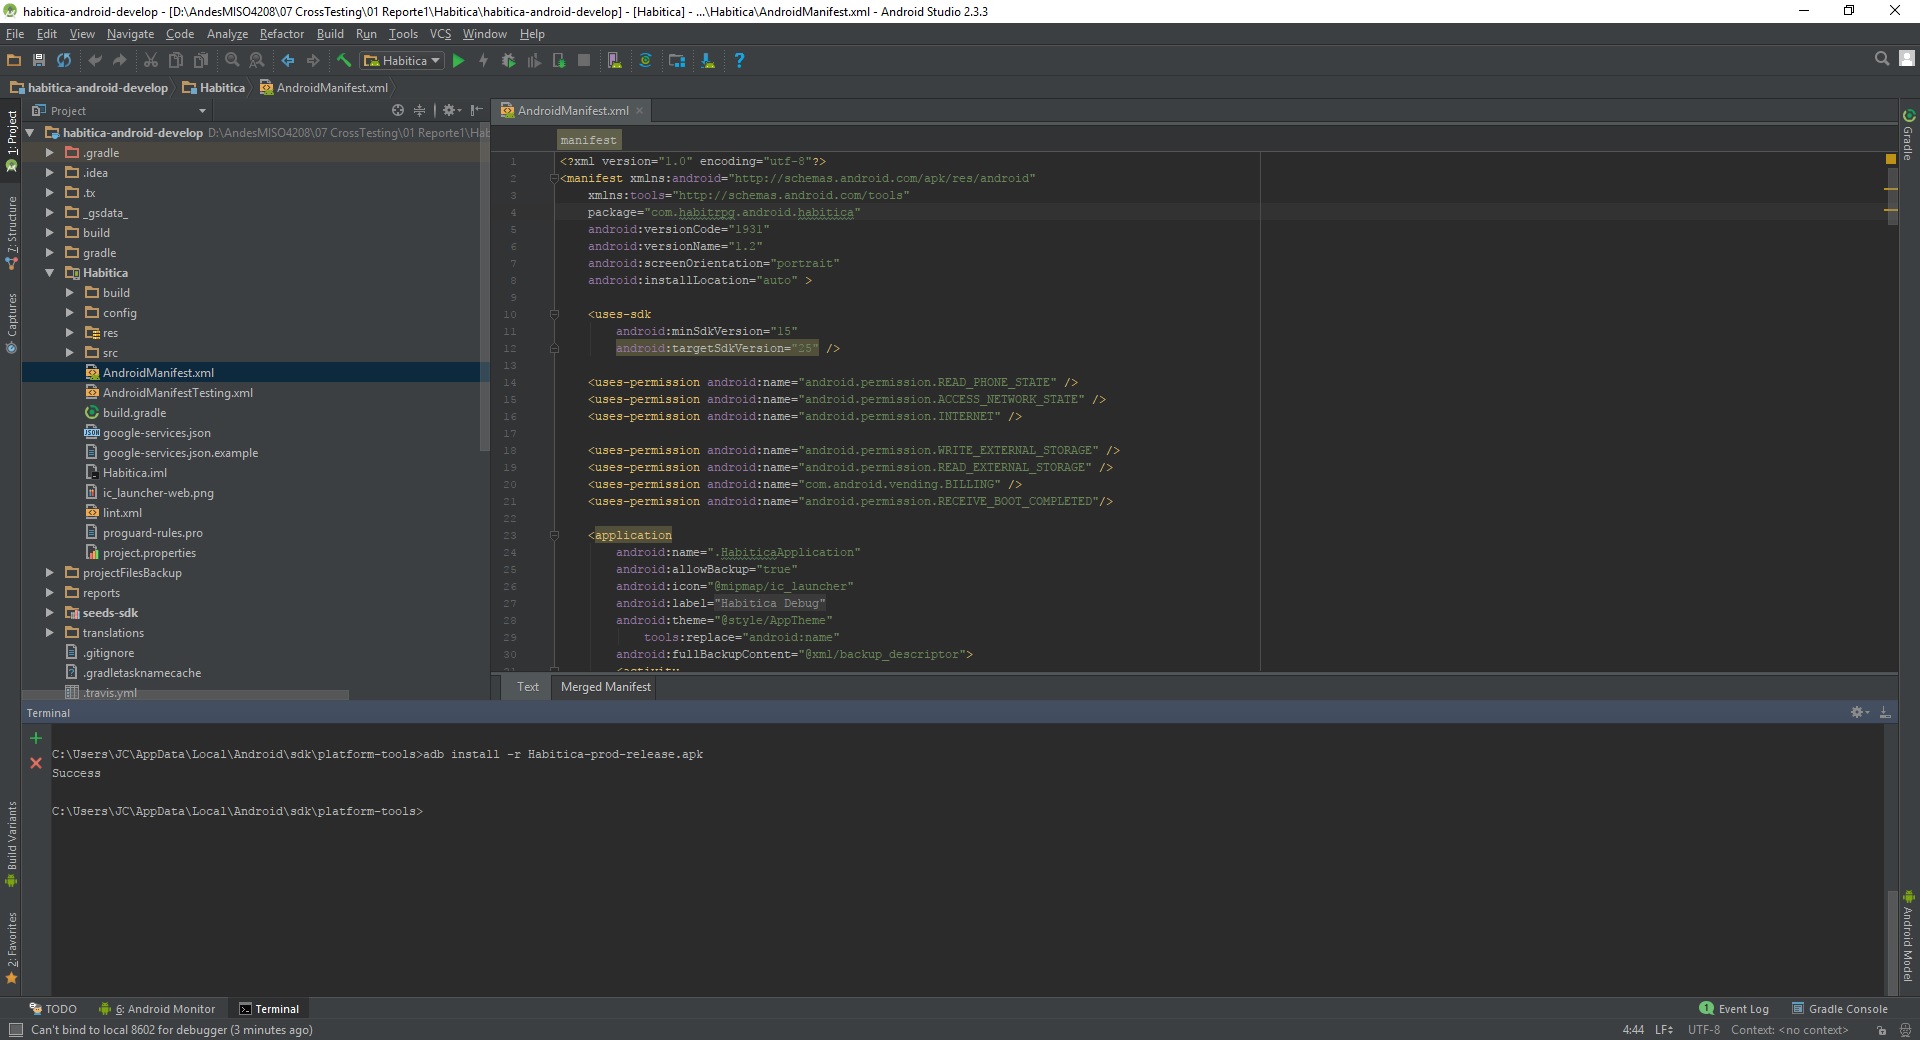 habitica-android-develop - [D:\AndesMISO4208\07 CrossTesting\01 Reporte1\Habitica\habitica-android-develop] - [Habitica] - ...\Habitica\AndroidManifest.xml - Android Studio 2.3.3
File Edit View Navigate Code Analyze Refactor Build Run Tools VCS Window Help
Habitica
habitica-android-develop Habitica AndroidManifest.xml
1: Project
7: Structure
Captures
Build Variants
2: Favorites
Project
habitica-android-develop D:\AndesMISO4208\07 CrossTesting\01 Reporte1\Hab
.gradle
.idea
.tx
_gsdata_
build
gradle
Habitica
build
config
res
src
AndroidManifest.xml
AndroidManifestTesting.xml
build.gradle
google-services.json
google-services.json.example
Habitica.iml
ic_launcher-web.png
lint.xml
proguard-rules.pro
project.properties
projectFilesBackup
reports
seeds-sdk
translations
.gitignore
.gradletasknamecache
.travis.yml
AndroidManifest.xml
manifest
1 <?xml version="1.0" encoding="utf-8"?>
2 <manifest xmlns:android="http://schemas.android.com/apk/res/android"
3 xmlns:tools="http://schemas.android.com/tools"
4 package="com.habitrpg.android.habitica"
5 android:versionCode="1931"
6 android:versionName="1.2"
7 android:screenOrientation="portrait"
8 android:installLocation="auto" >
9
10 <uses-sdk
11 android:minSdkVersion="15"
12 android:targetSdkVersion="25" />
13
14 <uses-permission android:name="android.permission.READ_PHONE_STATE" />
15 <uses-permission android:name="android.permission.ACCESS_NETWORK_STATE" />
16 <uses-permission android:name="android.permission.INTERNET" />
17
18 <uses-permission android:name="android.permission.WRITE_EXTERNAL_STORAGE" />
19 <uses-permission android:name="android.permission.READ_EXTERNAL_STORAGE" />
20 <uses-permission android:name="com.android.vending.BILLING" />
21 <uses-permission android:name="android.permission.RECEIVE_BOOT_COMPLETED"/>
22
23 <application
24 android:name=".HabiticaApplication"
25 android:allowBackup="true"
26 android:icon="@mipmap/ic_launcher"
27 android:label="Habitica Debug"
28 android:theme="@style/AppTheme"
29 tools:replace="android:name"
30 android:fullBackupContent="@xml/backup_descriptor">
31 <activity
Text Merged Manifest
Gradle
Android Model
Terminal
C:\Users\JC\AppData\Local\Android\sdk\platform-tools>adb install -r Habitica-prod-release.apk
Success
C:\Users\JC\AppData\Local\Android\sdk\platform-tools>
TODO 6: Android Monitor Terminal 1 Event Log Gradle Console
Can't bind to local 8602 for debugger (3 minutes ago) 4:44 LF UTF-8 Context: <no context>